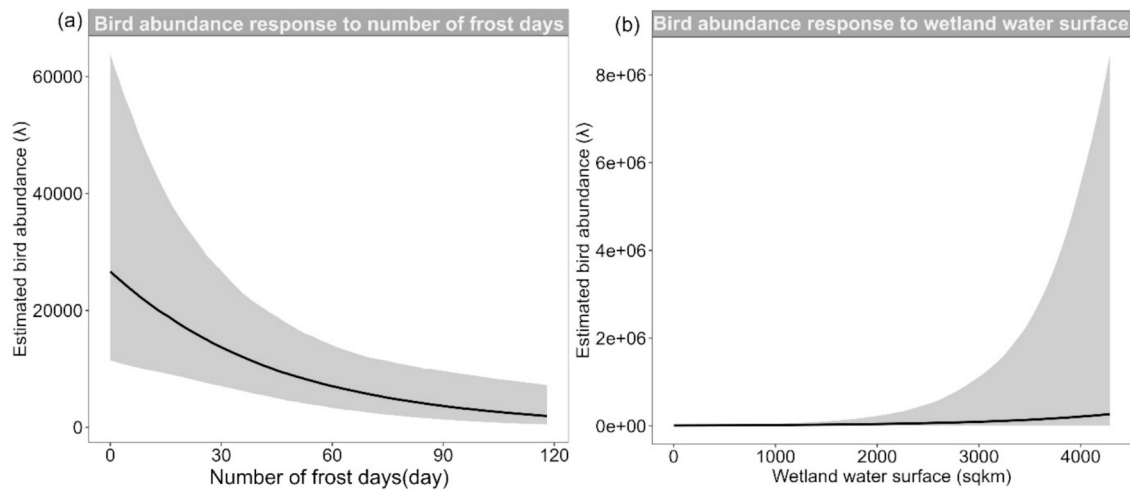 (a)
Bird abundance response to number of frost days
Estimated bird abundance (λ)
60000
40000
20000
0
0
30
60
90
120
Number of frost days(day)
(b)
Bird abundance response to wetland water surface
Estimated bird abundance (λ)
8e+06
6e+06
4e+06
2e+06
0e+00
0
1000
2000
3000
4000
Wetland water surface (sqkm)